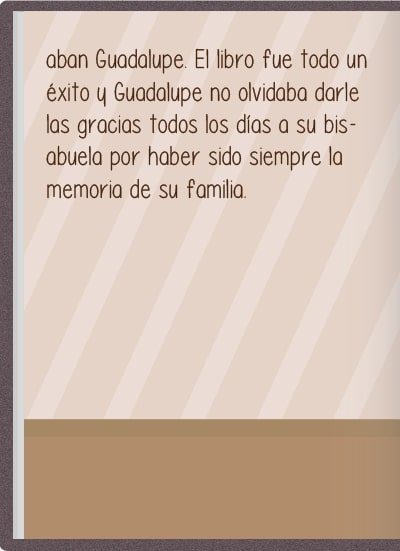 aban Guadalupe. El libro fue todo un
éxito y Guadalupe no olvidaba darle
las gracias todos los días a su bis-
abuela por haber sido siempre la
memoria de su familia.